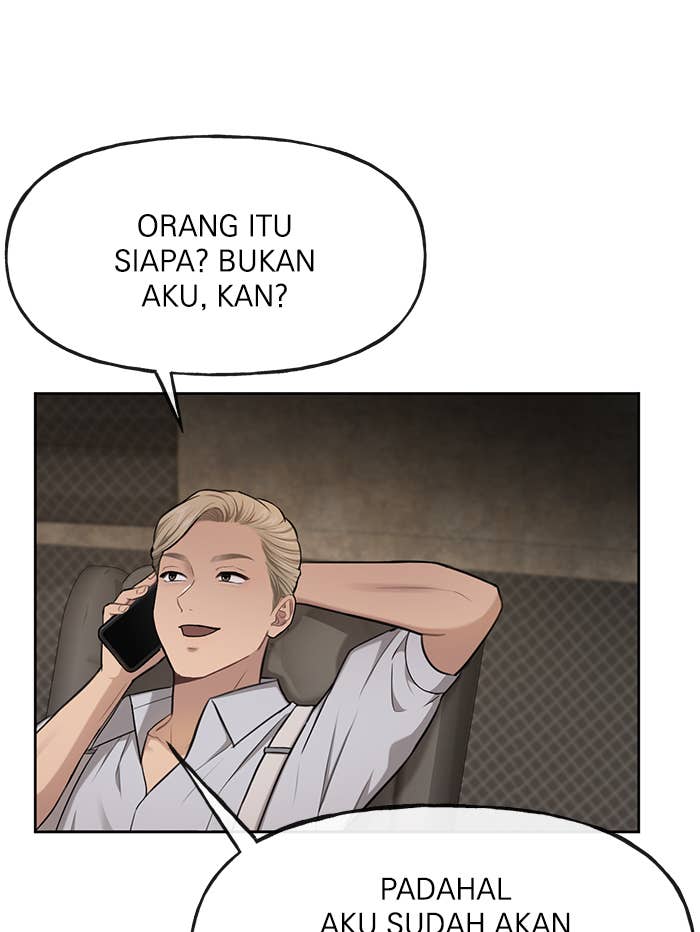 ORANG ITU
SIAPA? BUKAN
AKU, KAN?
PADAHAL
AKU SUDAH AKAN